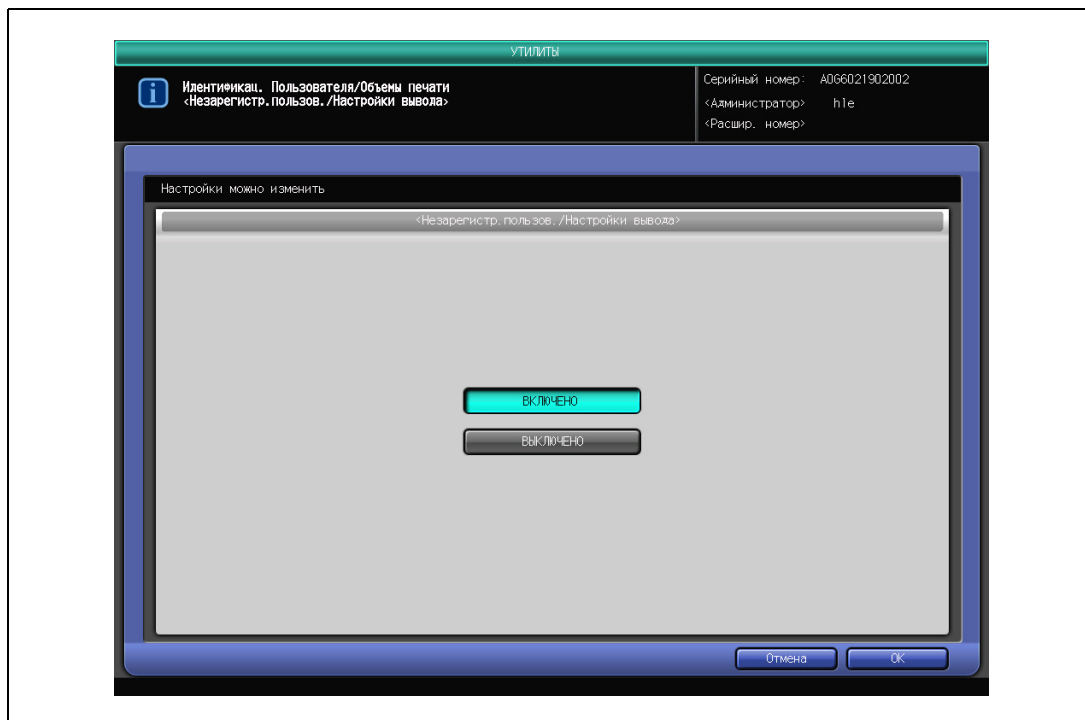 УТИЛИТЫ
Идентификац. Пользователя/Объемы печати
<Незарегистр.пользов./Настройки вывода>
Серийный номер: A0G6021902002
<Администратор> hle
<Расшир. номер>
Настройки можно изменить
<Незарегистр.пользов./Настройки вывода>
ВКЛЮЧЕНО
ВЫКЛЮЧЕНО
Отмена OK